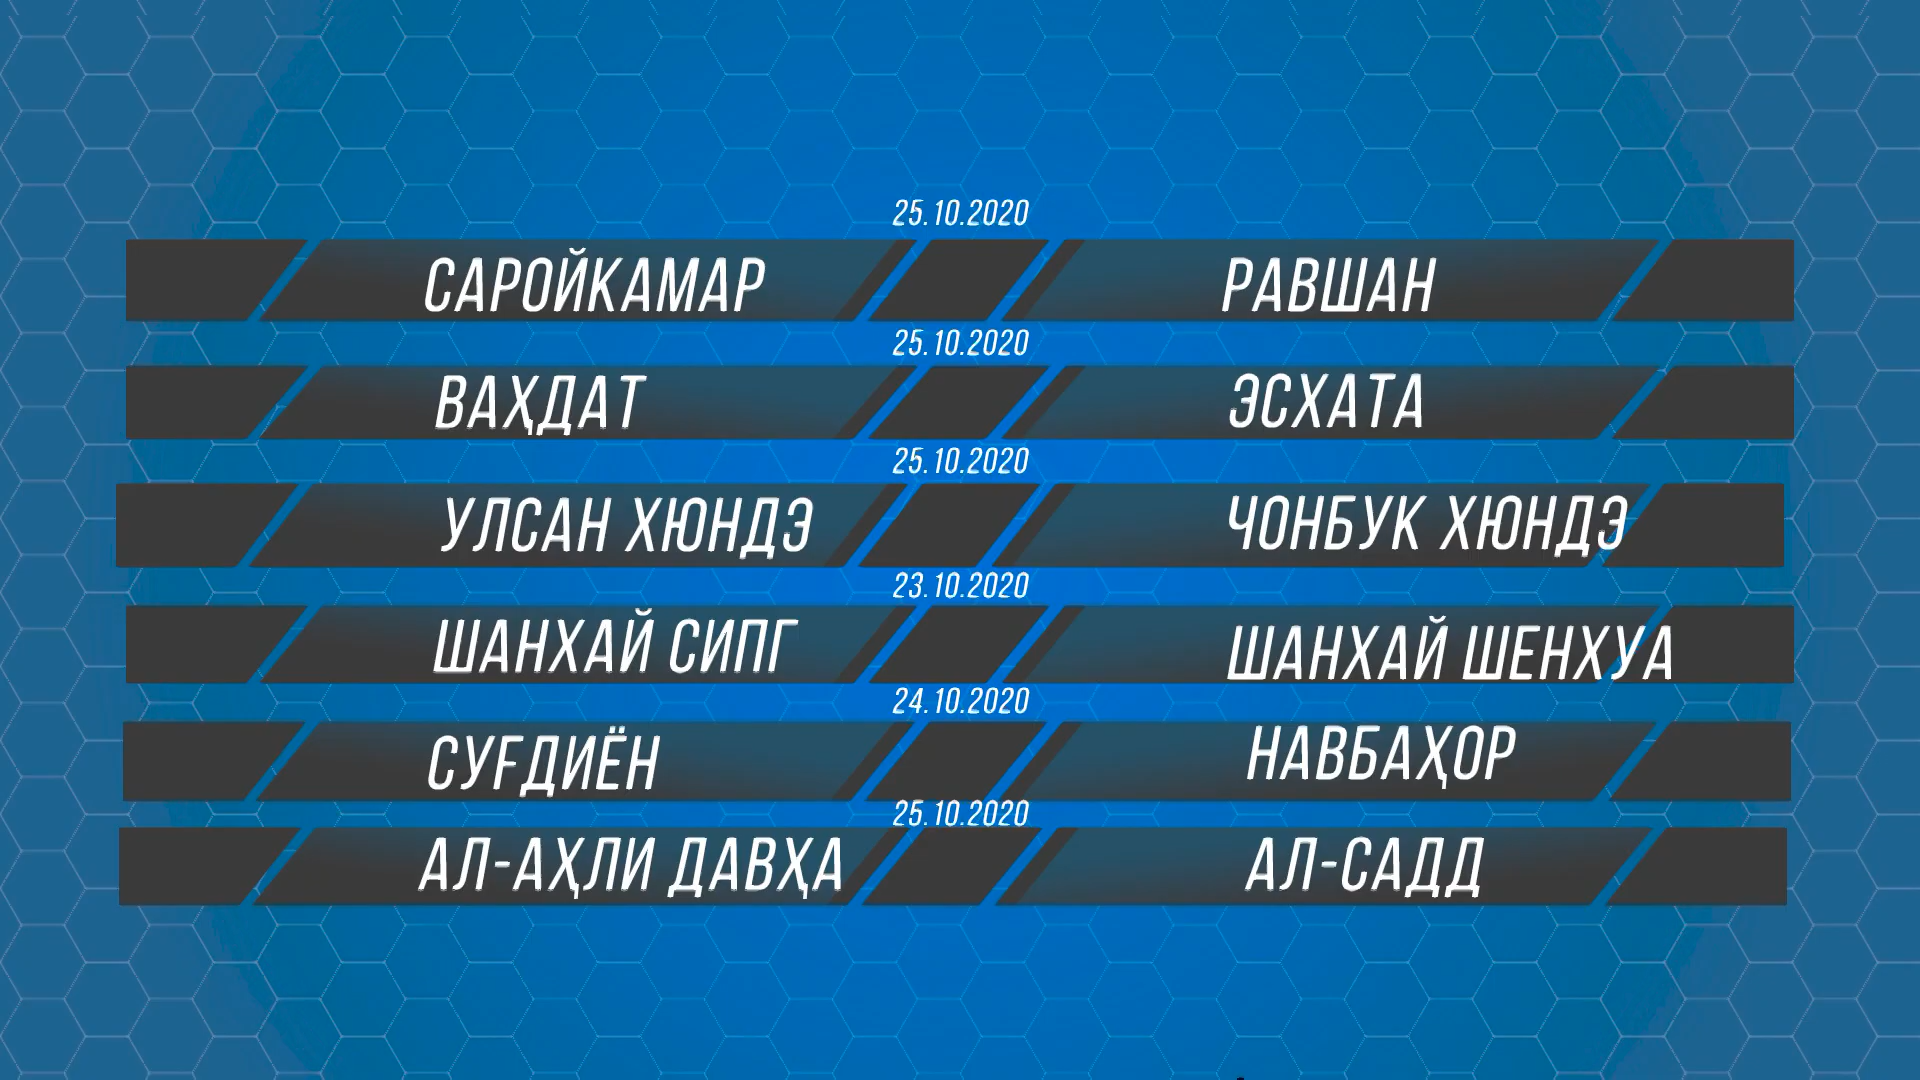 25.10.2020
САРОЙКАМАР РАВШАН
25.10.2020
ВАҲДАТ ЭСХАТА
25.10.2020
УЛСАН ХЮНДЭ ЧОНБУК ХЮНДЭ
23.10.2020
ШАНХАЙ СИПГ ШАНХАЙ ШЕНХУА
24.10.2020
СУҒДИЁН НАВБАҲОР
25.10.2020
АЛ-АҲЛИ ДАВҲА АЛ-САДД